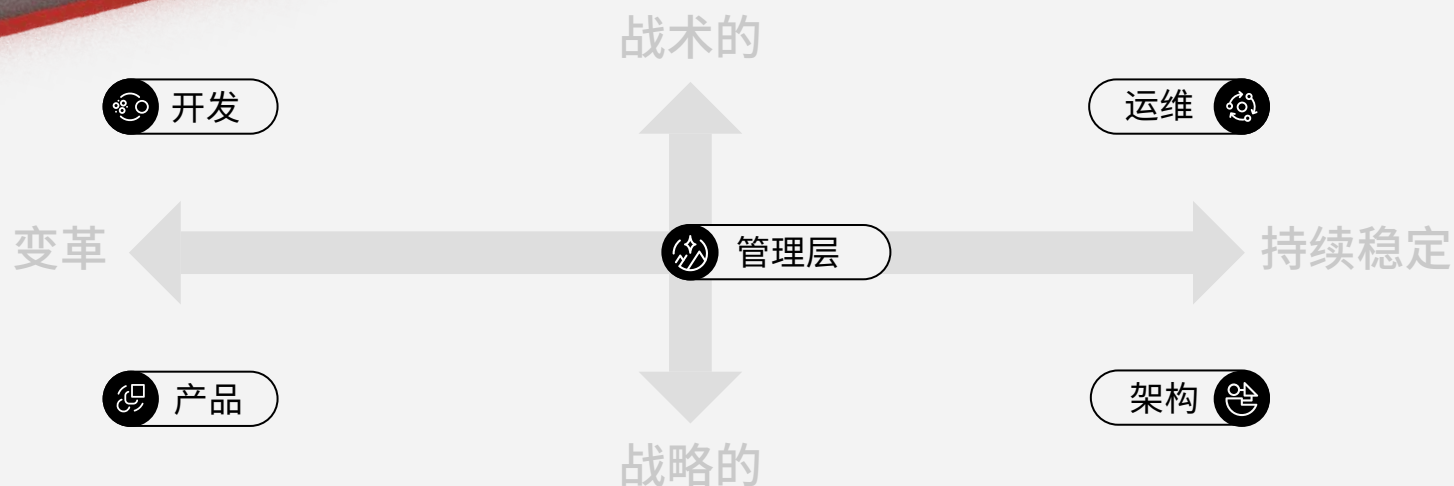 战术的
开发
运维
变革
管理层
持续稳定
产品
架构
战略的